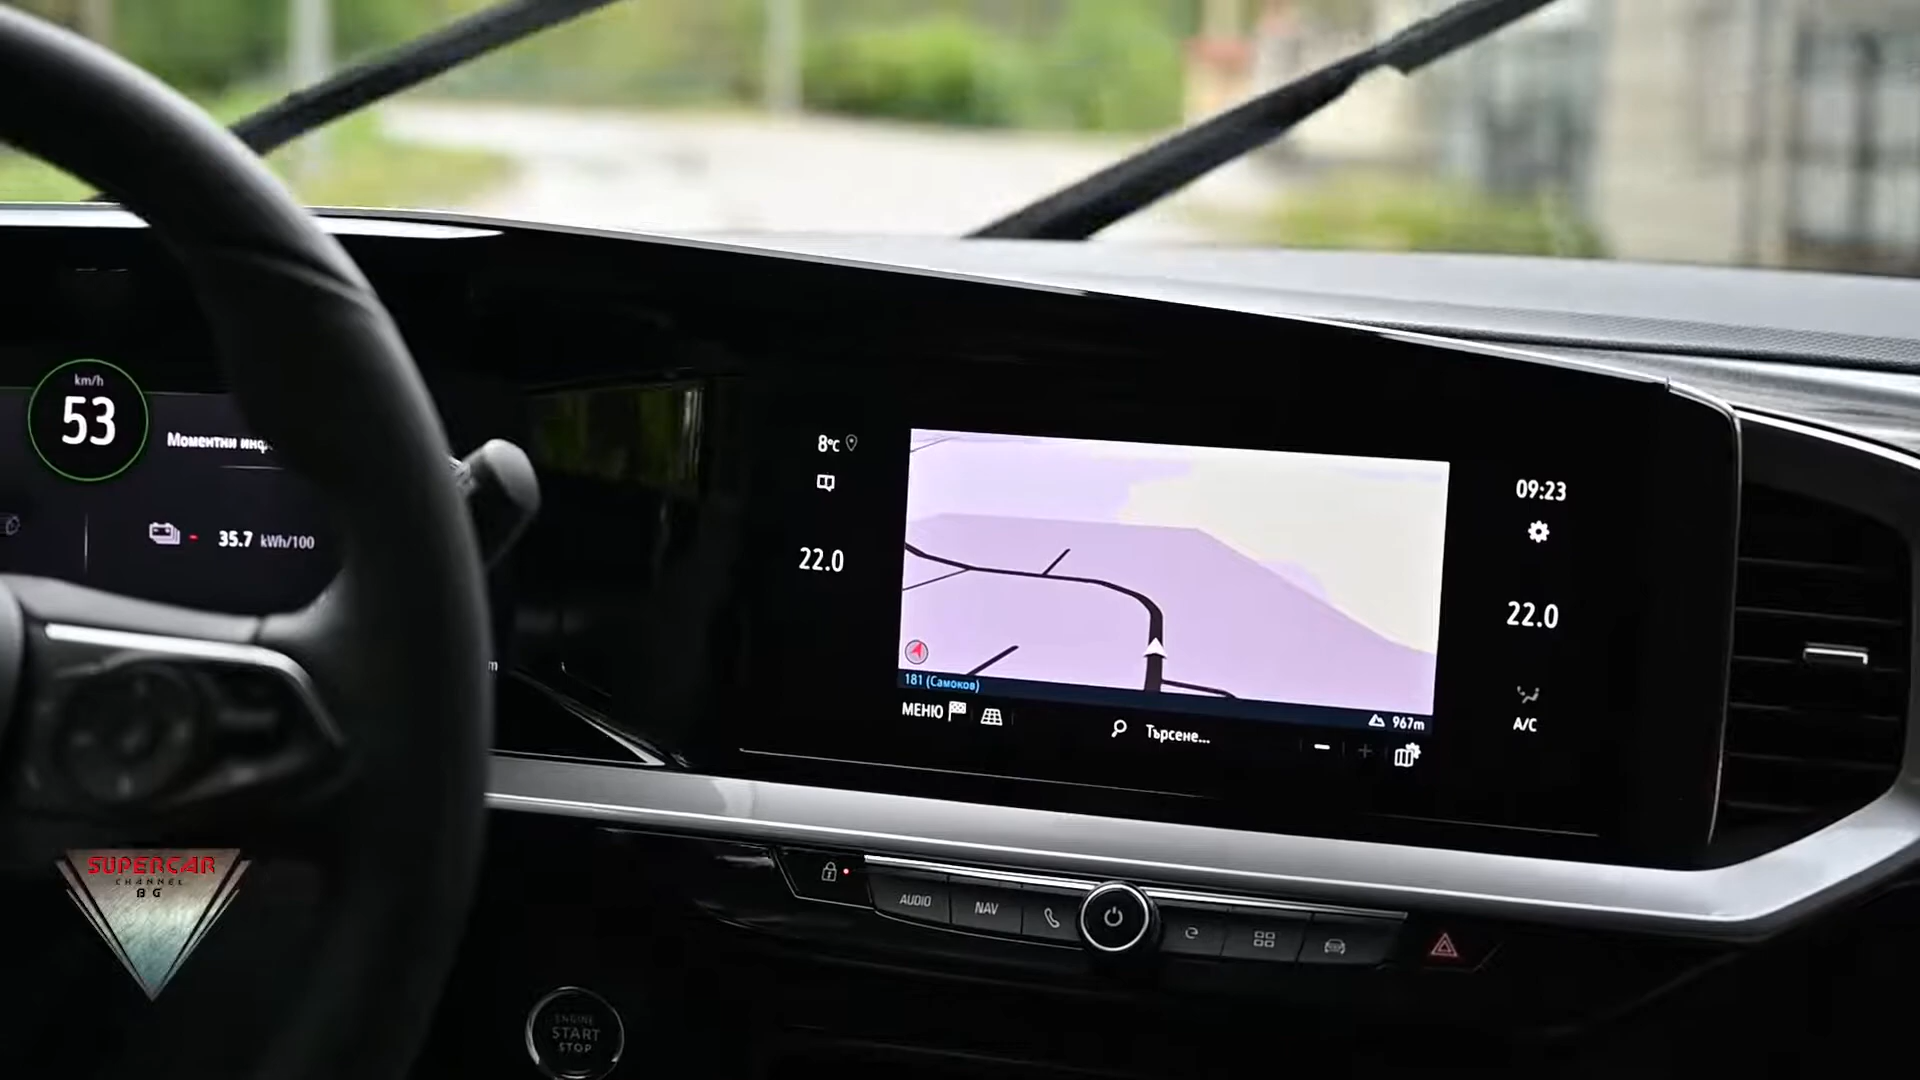 km/h
53
Моментни инф
35.7 kWh/100
8°C
22.0
09:23
22.0
A/C
181 (Самоков)
967m
МЕНЮ
Търсене...
AUDIO
NAV
ENGINE
START
STOP
SUPERCAR
CHANNEL
BG